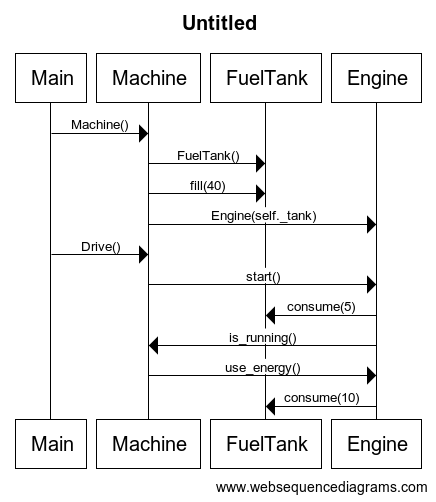 Untitled
Main Machine FuelTank Engine
Machine()
FuelTank()
fill(40)
Engine(self._tank)
Drive()
start()
consume(5)
is_running()
use_energy()
consume(10)
Main Machine FuelTank Engine
www.websequencediagrams.com